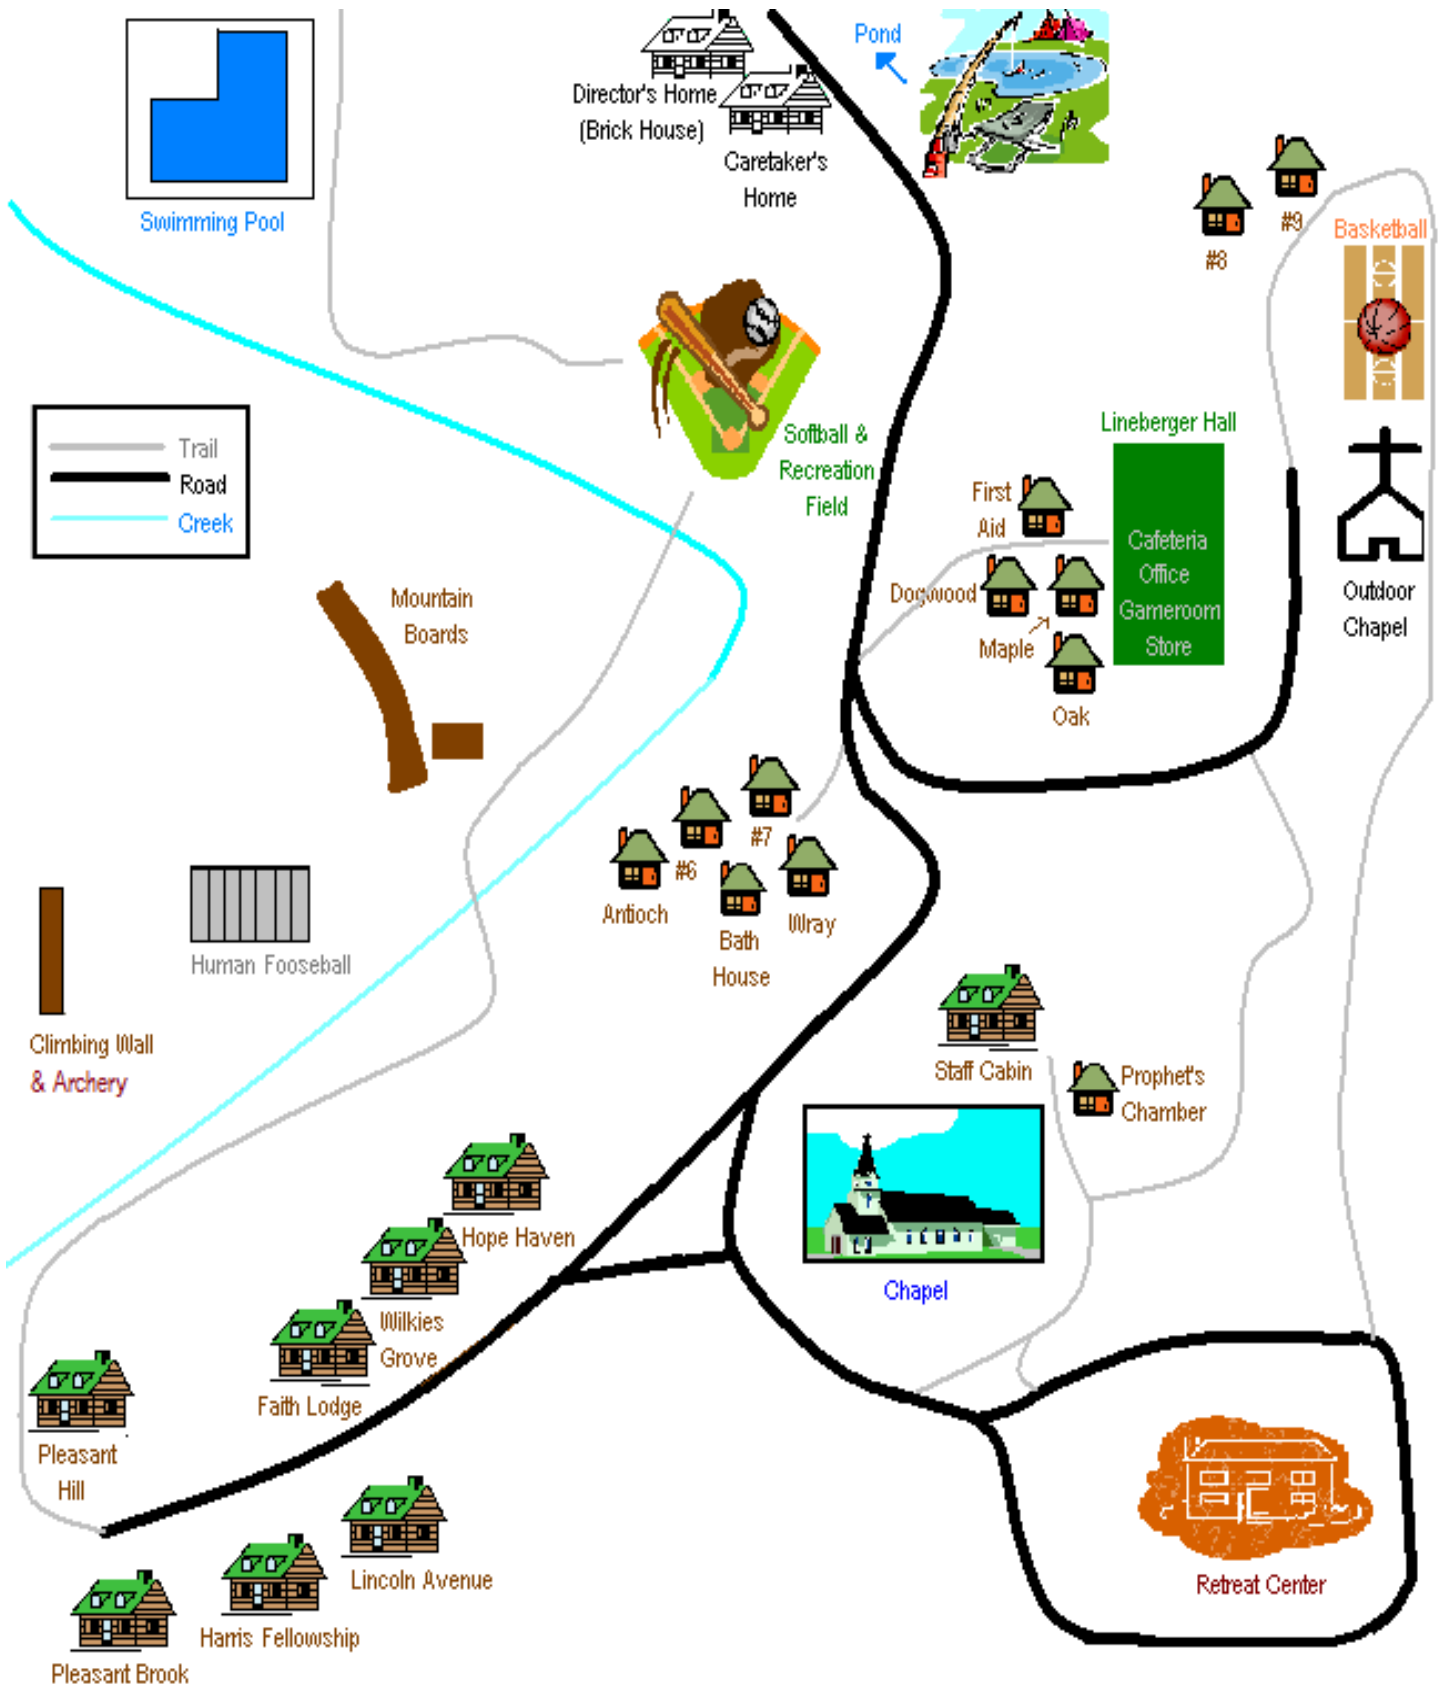 Pond
Director's Home
(Brick House)
Caretaker's
Home
Swimming Pool
#9
#8
Basketball
Softball &
Recreation
Field
Lineberger Hall
Trail
Road
Creek
First
Aid
Cafeteria
Office
Gameroom
Store
Dogwood
Maple
Oak
Outdoor
Chapel
Mountain
Boards
#7
#6
Antioch
Wray
Bath
House
Human Fooseball
Climbing Wall
& Archery
Staff Cabin
Prophet's
Chamber
Hope Haven
Chapel
Wilkies
Grove
Faith Lodge
Pleasant
Hill
Lincoln Avenue
Retreat Center
Harris Fellowship
Pleasant Brook